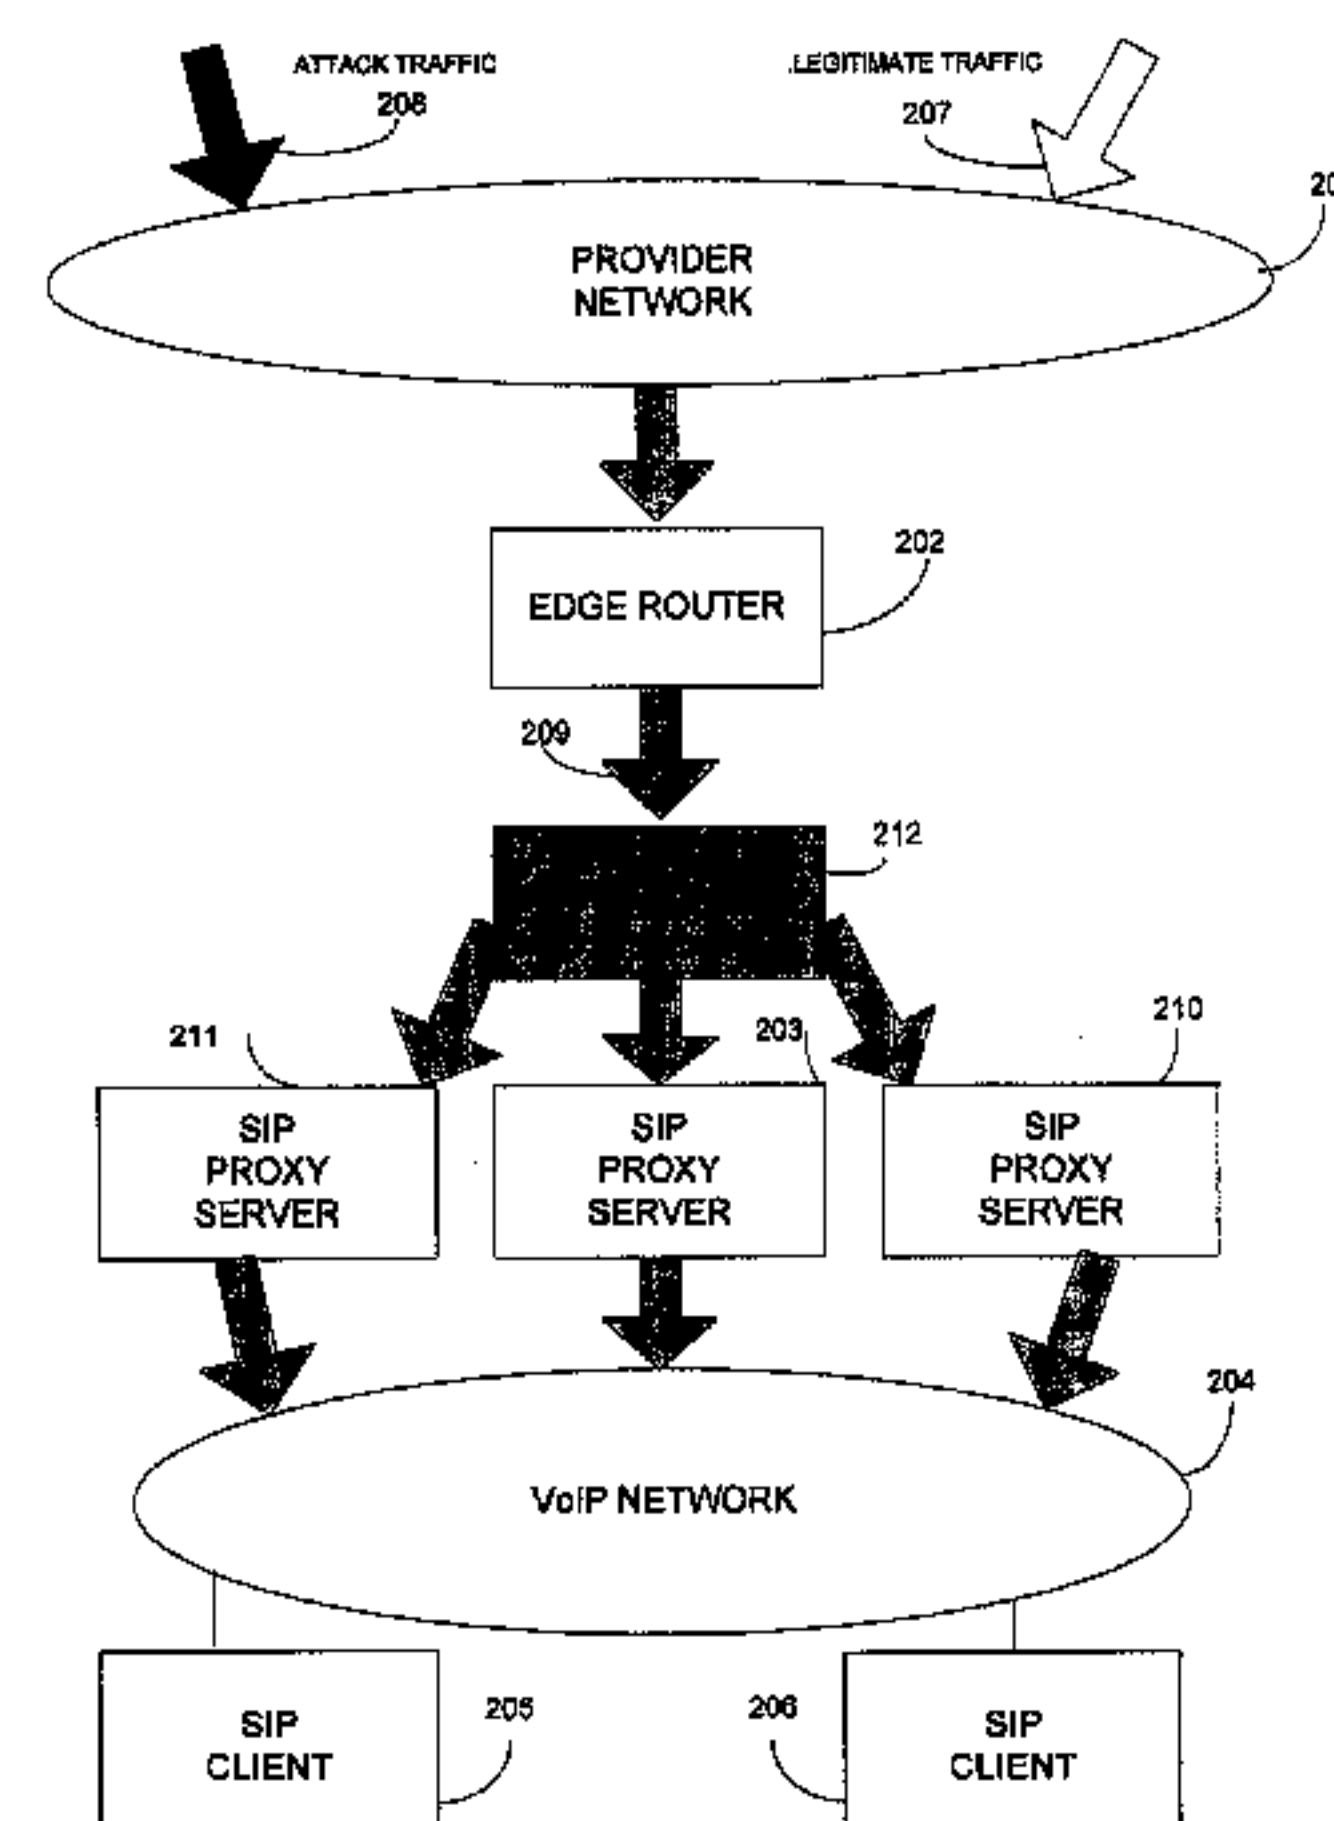 ATTACK TRAFFIC
208
LEGITIMATE TRAFFIC
207
20
PROVIDER
NETWORK
202
EDGE ROUTER
209
212
211
203
210
SIP
PROXY
SERVER
SIP
PROXY
SERVER
SIP
PROXY
SERVER
204
VoIP NETWORK
205
206
SIP
CLIENT
SIP
CLIENT